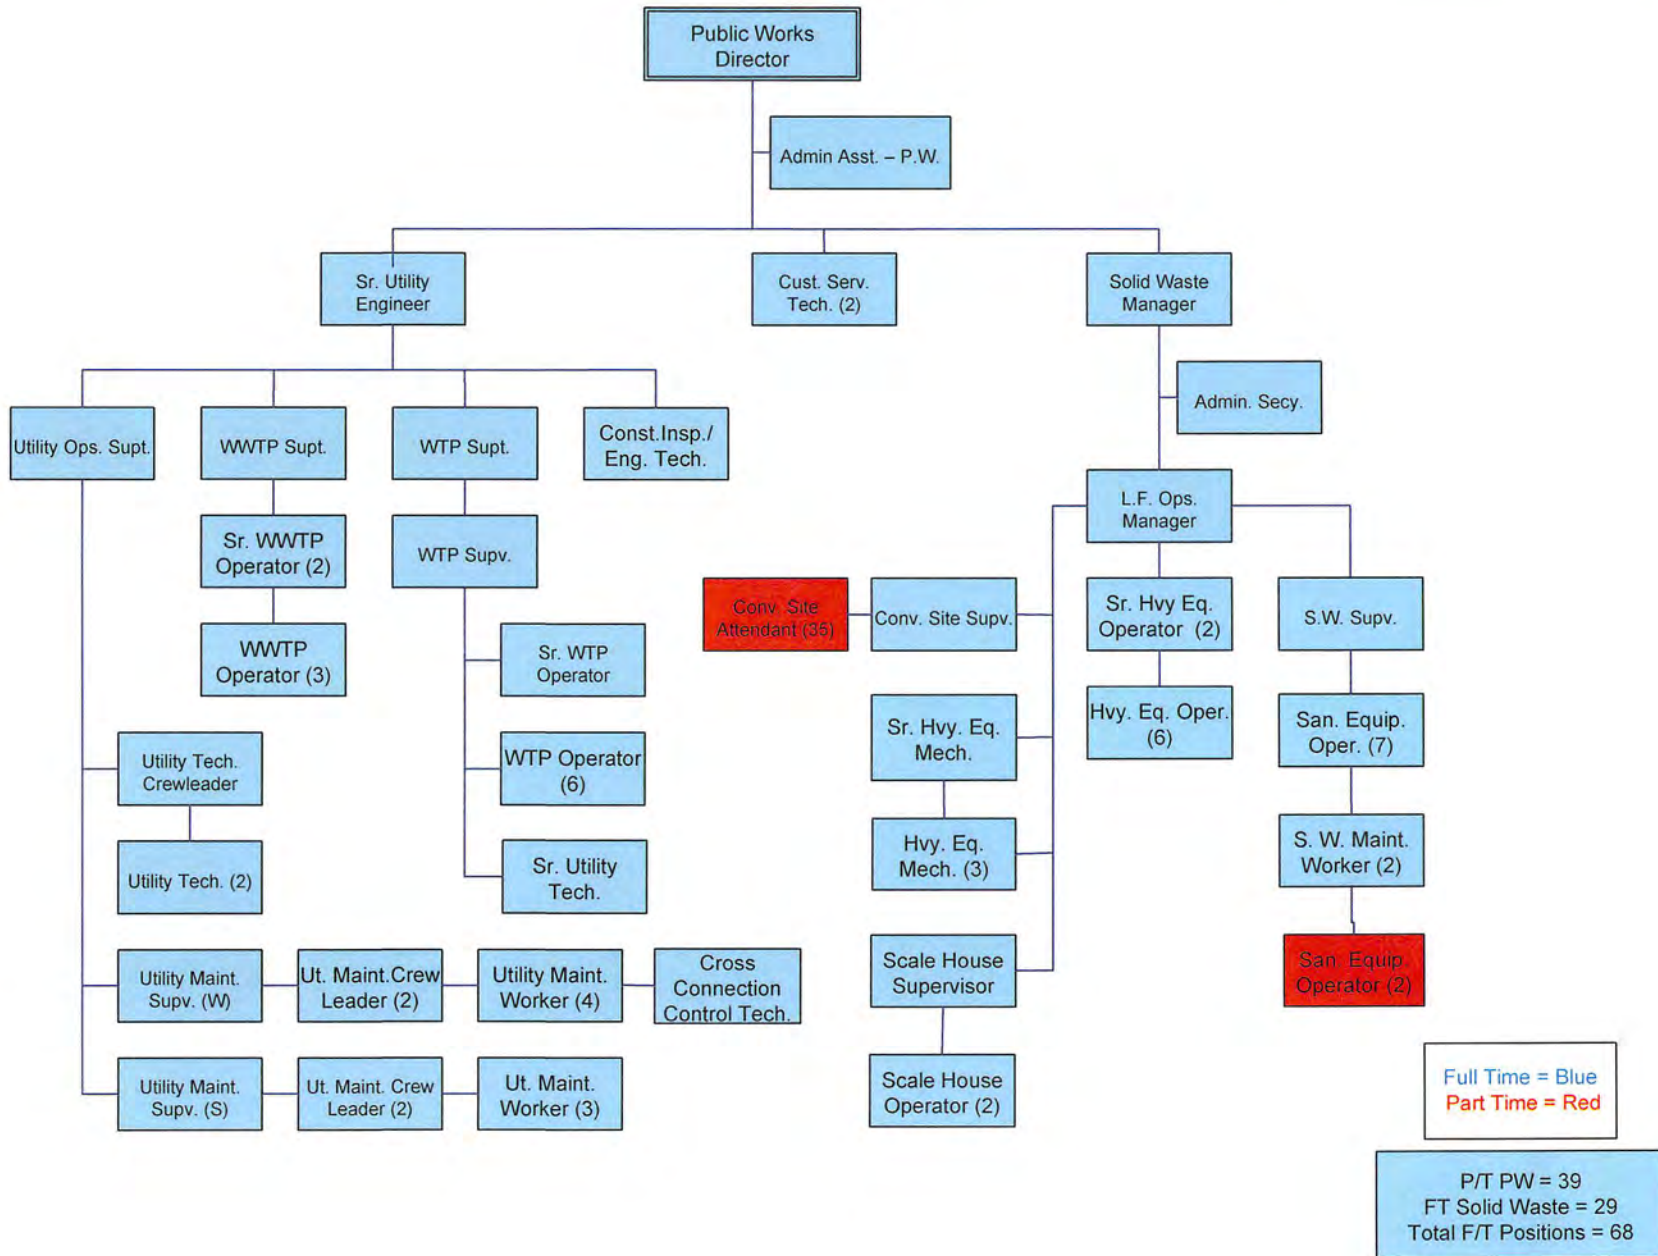 Public Works
Director
Admin Asst. – P.W.
Sr. Utility
Engineer
Cust. Serv.
Tech. (2)
Solid Waste
Manager
Admin. Secy.
Utility Ops. Supt.
WWTP Supt.
WTP Supt.
Const.Insp./
Eng. Tech.
L.F. Ops.
Manager
Sr. WWTP
Operator (2)
WTP Supv.
WWTP
Operator (3)
Sr. WTP
Operator
Conv. Site
Attendant (35)
Conv. Site Supv.
Sr. Hvy Eq.
Operator (2)
S.W. Supv.
Utility Tech.
Crewleader
WTP Operator
(6)
Sr. Hvy. Eq.
Mech.
Hvy. Eq. Oper.
(6)
San. Equip.
Oper. (7)
Utility Tech. (2)
Sr. Utility
Tech.
Hvy. Eq.
Mech. (3)
S. W. Maint.
Worker (2)
Utility Maint.
Supv. (W)
Ut. Maint.Crew
Leader (2)
Utility Maint.
Worker (4)
Cross
Connection
Control Tech.
Scale House
Supervisor
San. Equip.
Operator (2)
Utility Maint.
Supv. (S)
Ut. Maint. Crew
Leader (2)
Ut. Maint.
Worker (3)
Scale House
Operator (2)
Full Time = Blue
Part Time = Red
P/T PW = 39
FT Solid Waste = 29
Total F/T Positions = 68